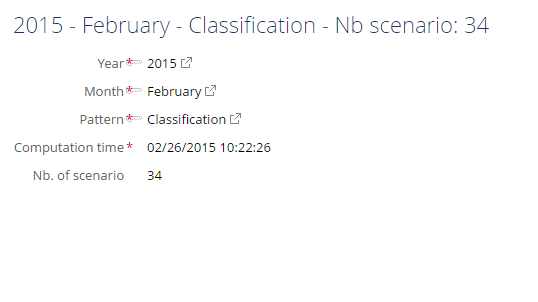 2015 - February - Classification - Nb scenario: 34
Year* 2015
Month* February
Pattern* Classification
Computation time* 02/26/2015 10:22:26
Nb. of scenario 34